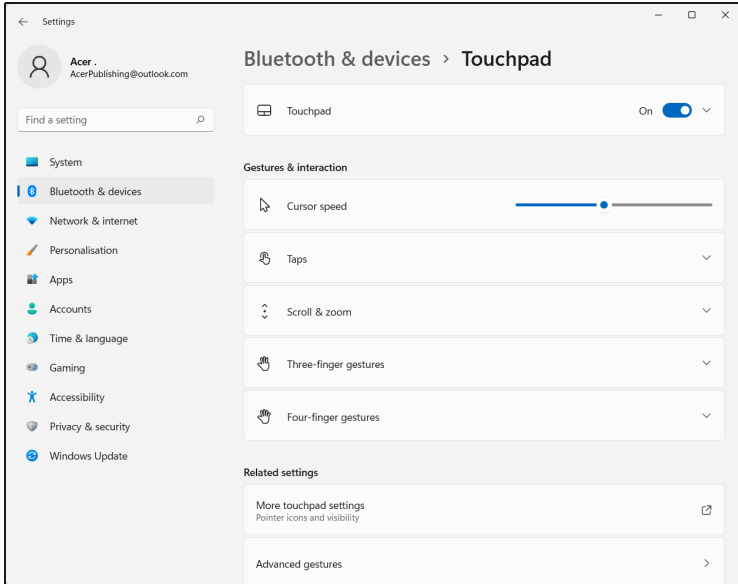 Settings
Acer .
AcerPublishing@outlook.com
Find a setting
System
Bluetooth & devices
Network & internet
Personalisation
Apps
Accounts
Time & language
Gaming
Accessibility
Privacy & security
Windows Update
Bluetooth & devices > Touchpad
Touchpad On
Gestures & interaction
Cursor speed
Taps
Scroll & zoom
Three-finger gestures
Four-finger gestures
Related settings
More touchpad settings
Pointer icons and visibility
Advanced gestures